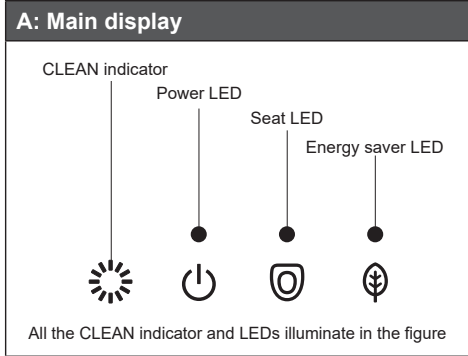 A: Main display
CLEAN indicator
Power LED
Seat LED
Energy saver LED
All the CLEAN indicator and LEDs illuminate in the figure